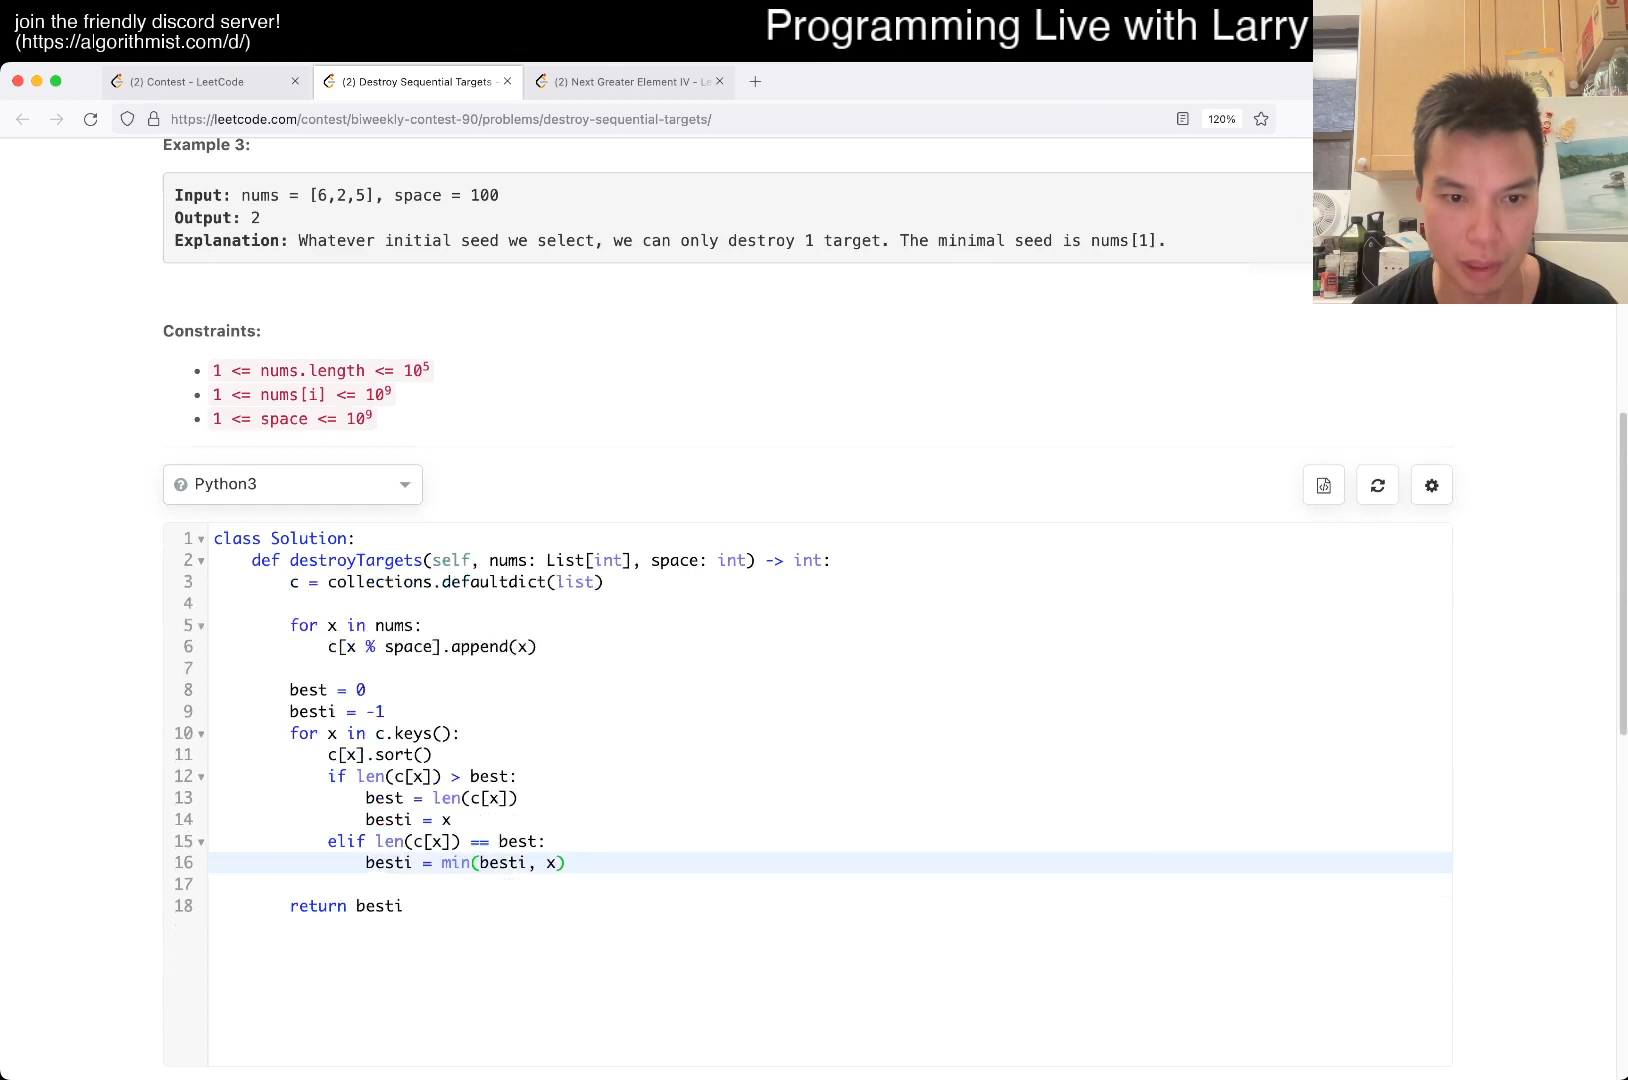 join the friendly discord server!
(https://algorithmist.com/d/)
Programming Live with Larry
(2) Contest - LeetCode
(2) Destroy Sequential Targets -
(2) Next Greater Element IV - Le
https://leetcode.com/contest/biweekly-contest-90/problems/destroy-sequential-targets/
120%
Example 3:
Input: nums = [6,2,5], space = 100
Output: 2
Explanation: Whatever initial seed we select, we can only destroy 1 target. The minimal seed is nums[1].
Constraints:
• 1 <= nums.length <= 10⁵
• 1 <= nums[i] <= 10⁹
• 1 <= space <= 10⁹
Python3
1 class Solution:
2     def destroyTargets(self, nums: List[int], space: int) -> int:
3         c = collections.defaultdict(list)
4
5         for x in nums:
6             c[x % space].append(x)
7
8         best = 0
9         besti = -1
10         for x in c.keys():
11             c[x].sort()
12             if len(c[x]) > best:
13                 best = len(c[x])
14                 besti = x
15             elif len(c[x]) == best:
16                 besti = min(besti, x)
17
18         return besti